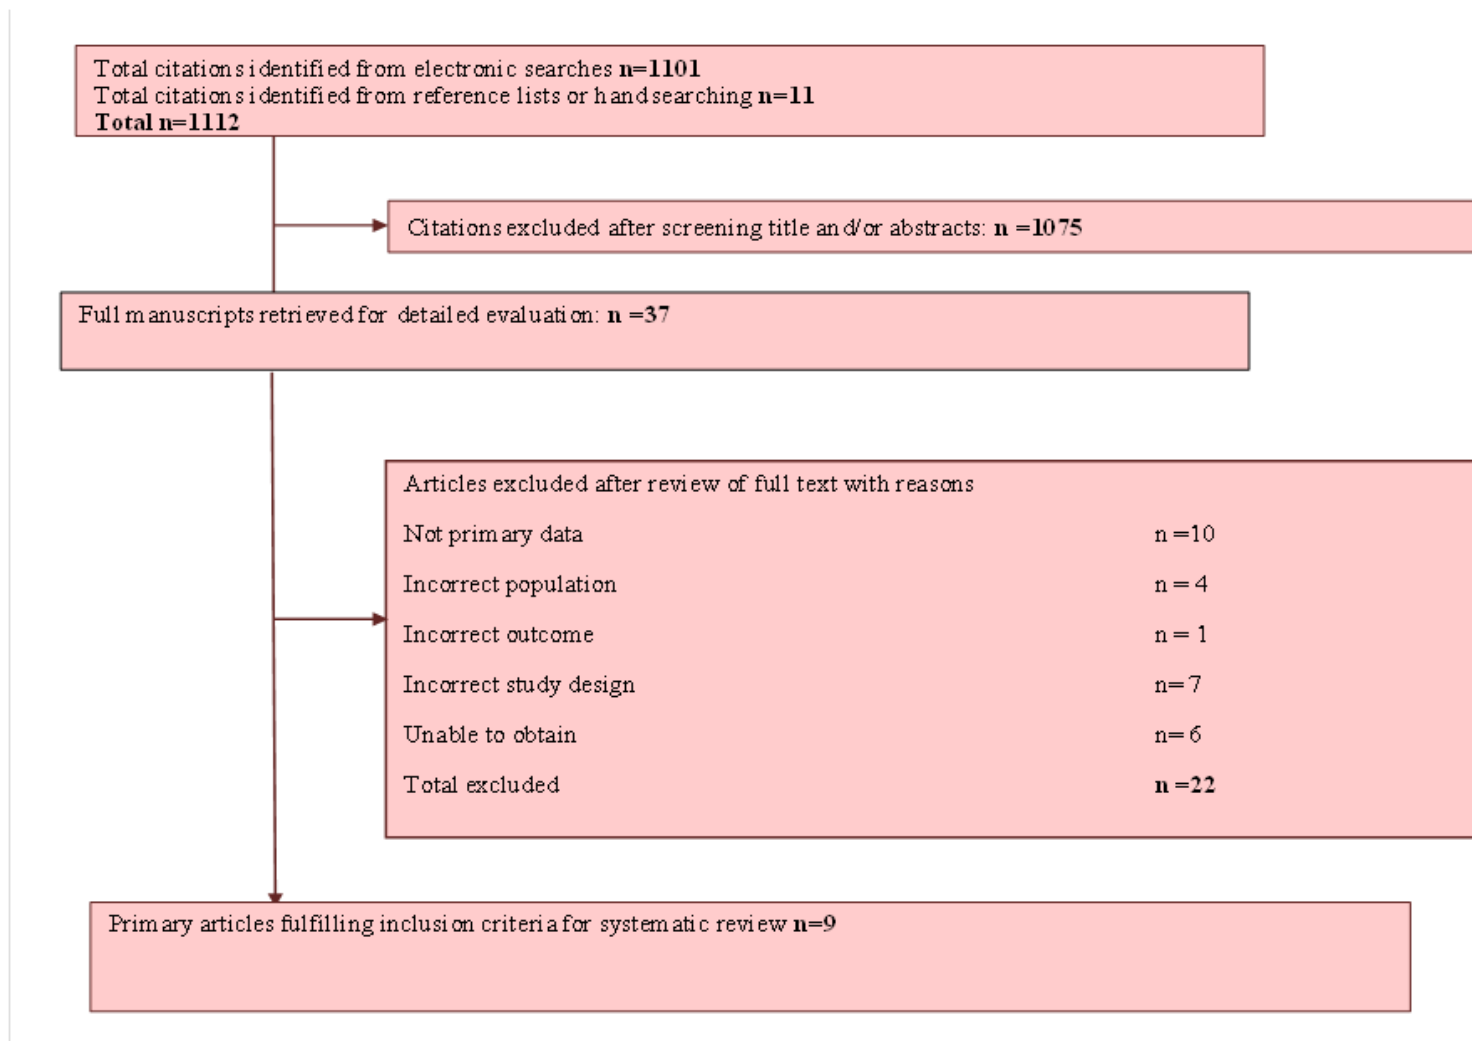 Total citations identified from electronic searches n=1101
Total citations identified from reference lists or hand searching n=11
Total n=1112
Citations excluded after screening title and/or abstracts: n =1075
Full manuscripts retrieved for detailed evaluation: n =37
Articles excluded after review of full text with reasons
Not primary data n =10
Incorrect population n = 4
Incorrect outcome n = 1
Incorrect study design n= 7
Unable to obtain n= 6
Total excluded n =22
Primary articles fulfilling inclusion criteria for systematic review n=9